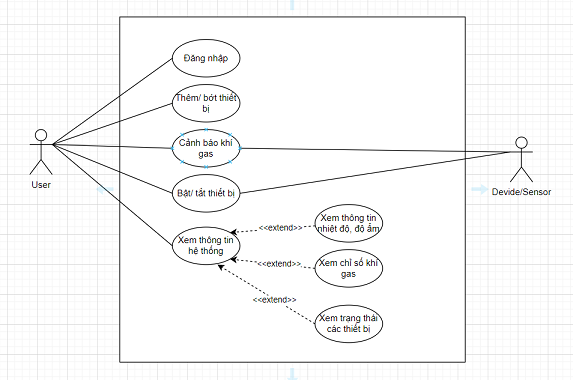 Đăng nhập
Thêm/ bớt thiết
bị
Cảnh báo khí
gas
User
Devide/Sensor
Bật/ tắt thiết bị
Xem thông tin
hệ thống
<<extend>>
Xem thông tin
nhiệt độ, độ ẩm
<<extend>>
Xem chỉ số khí
gas
<<extend>>
Xem trạng thái
các thiết bị